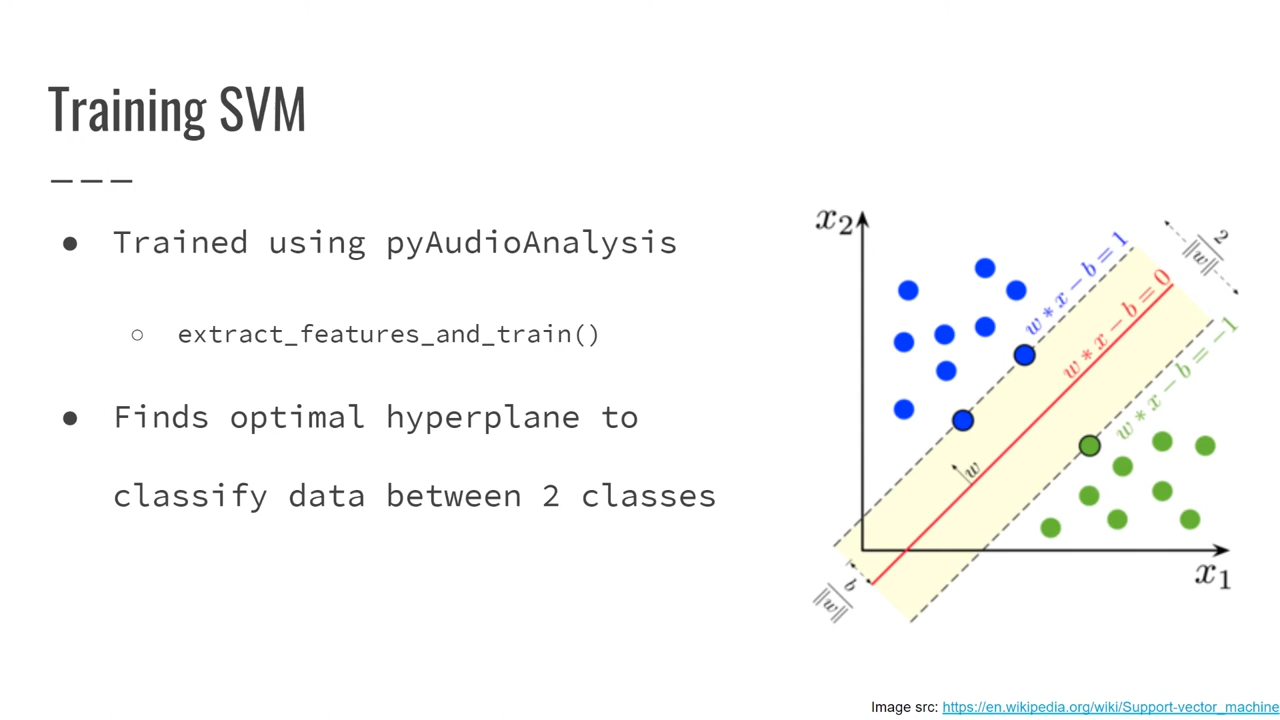 Training SVM
● Trained using pyAudioAnalysis
○ extract_features_and_train()
● Finds optimal hyperplane to
classify data between 2 classes
x₂
w * x − b = 1
w * x − b = 0
w * x − b = −1
2
‖w‖
w
b
‖w‖
x₁
Image src: https://en.wikipedia.org/wiki/Support-vector_machine